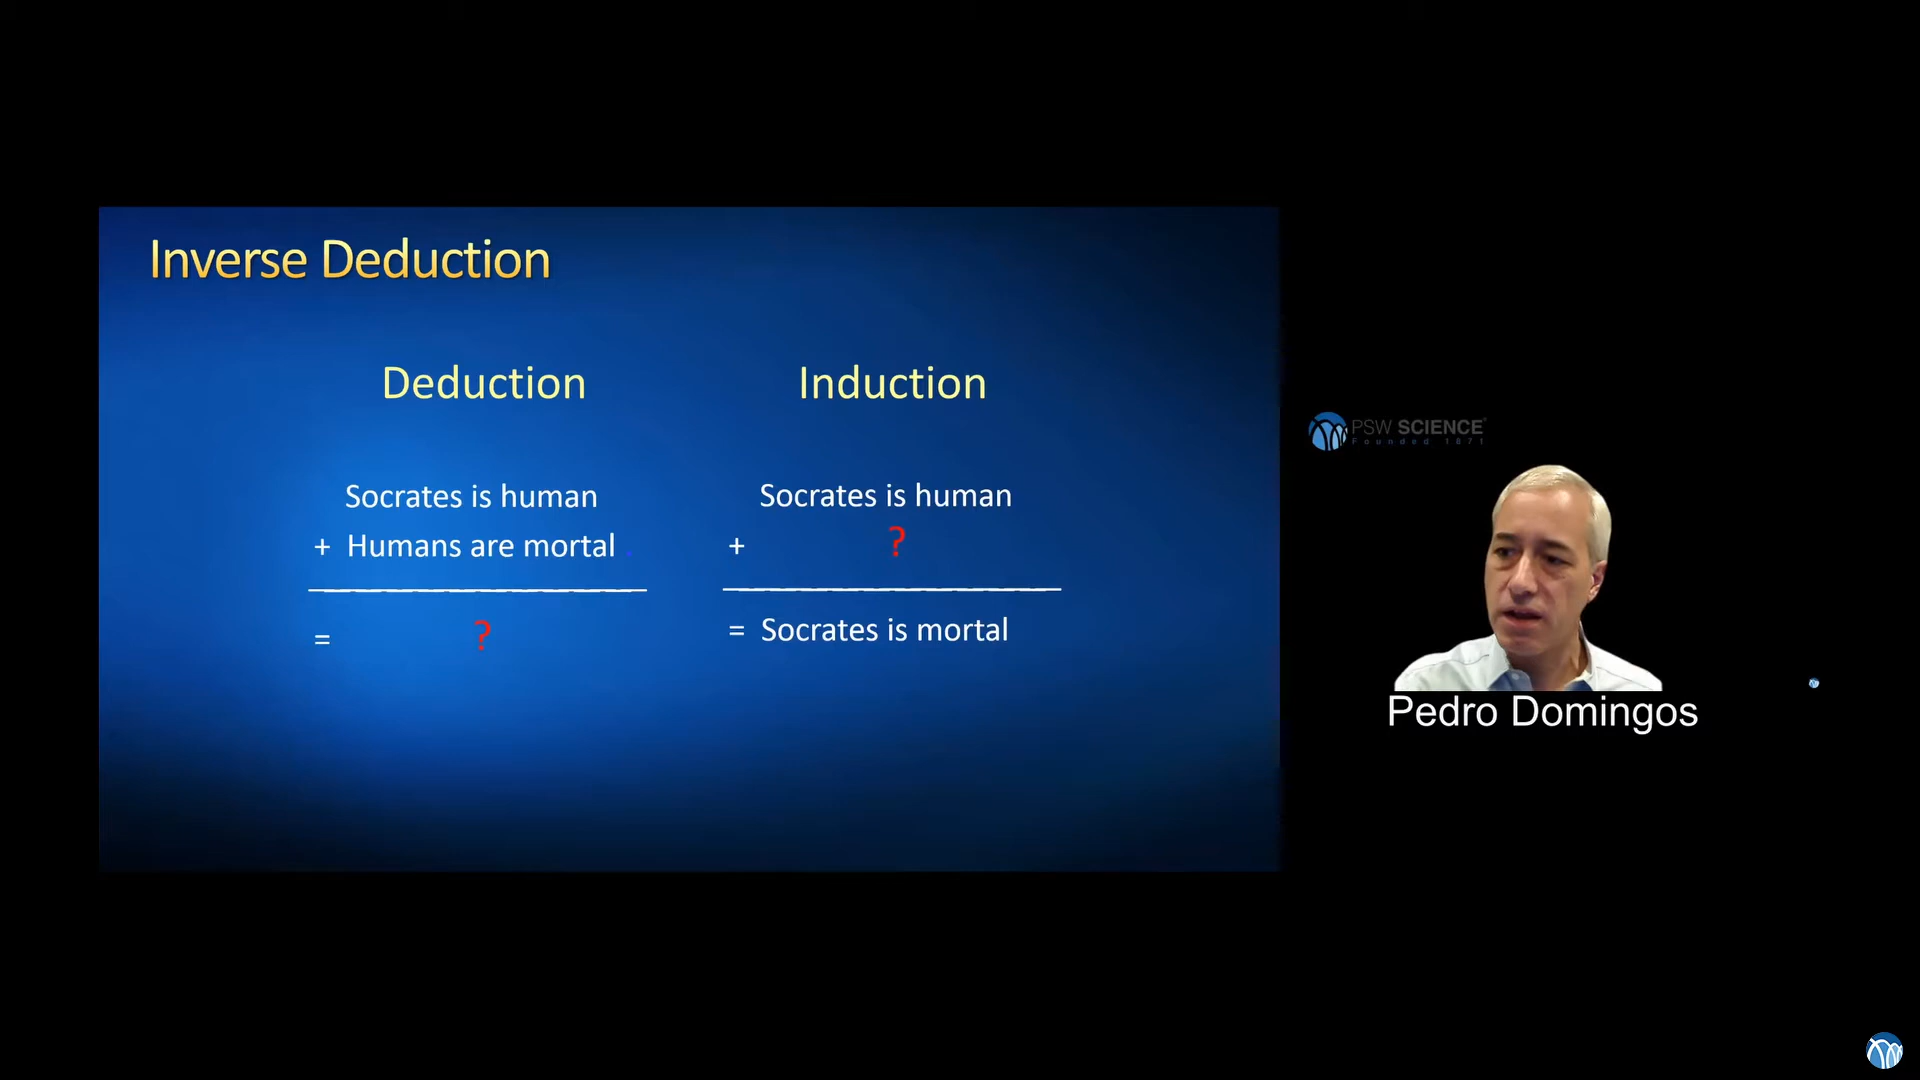 Inverse Deduction
Deduction
Socrates is human
+ Humans are mortal
= ?
Induction
Socrates is human
+ ?
= Socrates is mortal
PSW SCIENCE
Founded 1871
Pedro Domingos